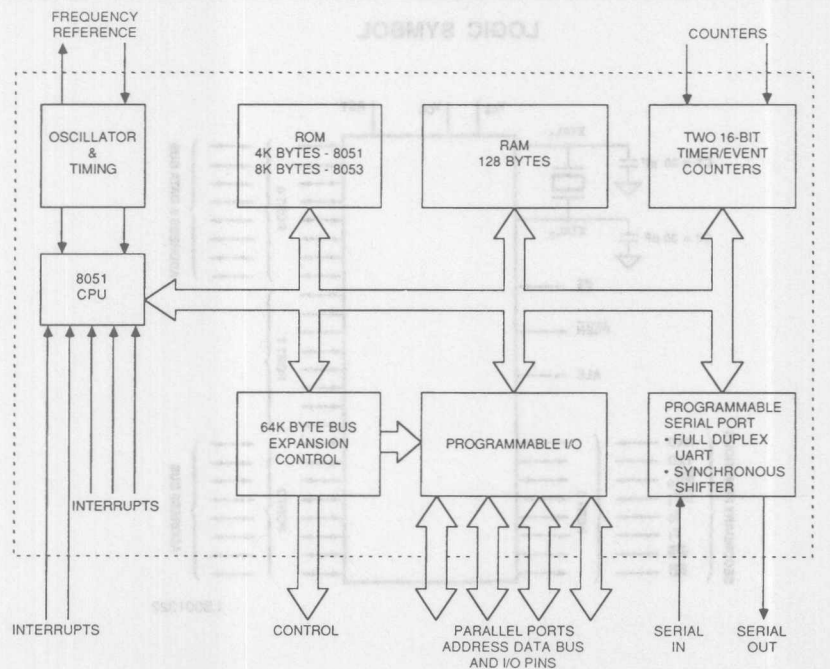 FREQUENCY
REFERENCE
LOGIC SYMBOL
COUNTERS
OSCILLATOR
&
TIMING
ROM
4K BYTES - 8051
8K BYTES - 8053
RAM
128 BYTES
TWO 16-BIT
TIMER/EVENT
COUNTERS
8051
CPU
64K BYTE BUS
EXPANSION
CONTROL
PROGRAMMABLE I/O
PROGRAMMABLE
SERIAL PORT
• FULL DUPLEX
UART
• SYNCHRONOUS
SHIFTER
INTERRUPTS
INTERRUPTS
CONTROL
PARALLEL PORTS
ADDRESS DATA BUS
AND I/O PINS
SERIAL
IN
SERIAL
OUT